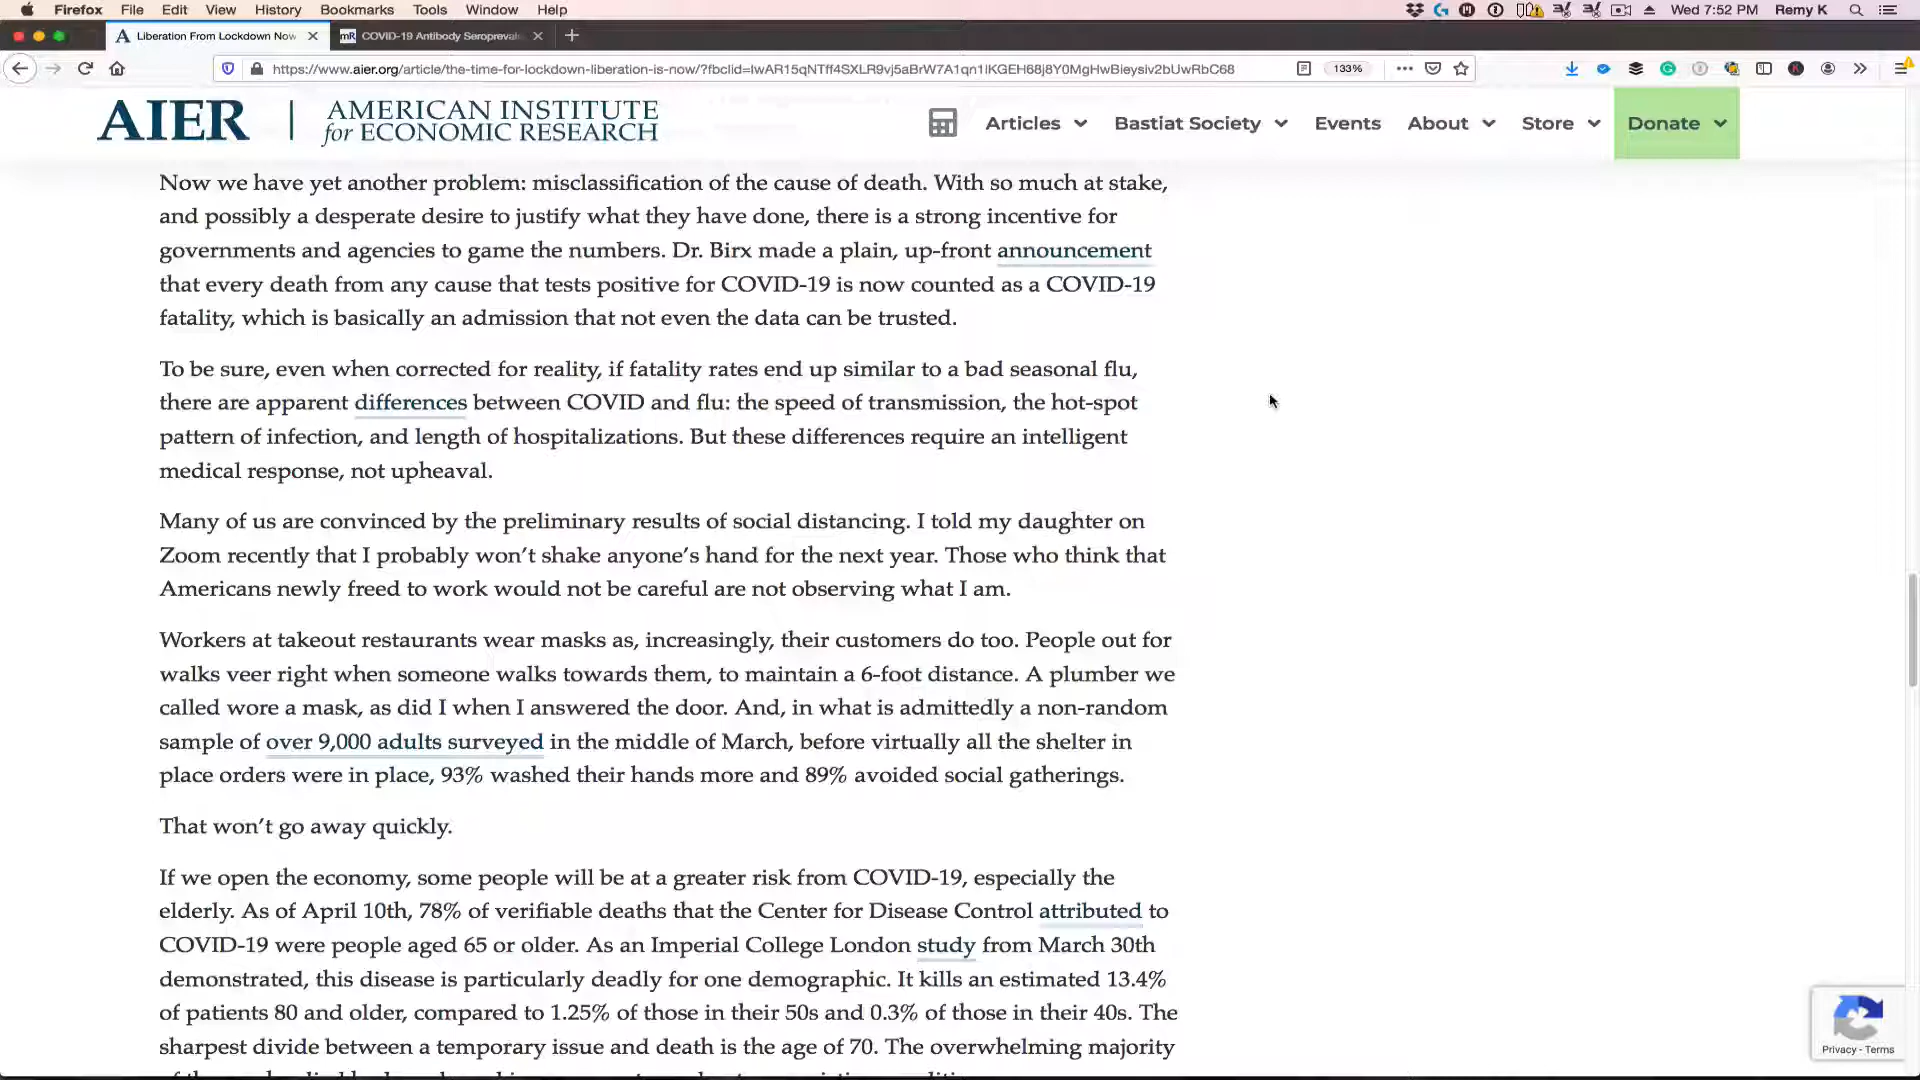 Firefox File Edit View History Bookmarks Tools Window Help Wed 7:52 PM Remy K
Liberation From Lockdown Now
mR COVID-19 Antibody Seropreval
https://www.aier.org/article/the-time-for-lockdown-liberation-is-now/?fbclid=IwAR15qNTff4SXLR9vj5aBrW7A1qn1IKGEH68j8Y0MgHwBieysiv2bUwRbC68 133%
AIER AMERICAN INSTITUTE
for ECONOMIC RESEARCH
Articles Bastiat Society Events About Store Donate
Now we have yet another problem: misclassification of the cause of death. With so much at stake,
and possibly a desperate desire to justify what they have done, there is a strong incentive for
governments and agencies to game the numbers. Dr. Birx made a plain, up-front announcement
that every death from any cause that tests positive for COVID-19 is now counted as a COVID-19
fatality, which is basically an admission that not even the data can be trusted.
To be sure, even when corrected for reality, if fatality rates end up similar to a bad seasonal flu,
there are apparent differences between COVID and flu: the speed of transmission, the hot-spot
pattern of infection, and length of hospitalizations. But these differences require an intelligent
medical response, not upheaval.
Many of us are convinced by the preliminary results of social distancing. I told my daughter on
Zoom recently that I probably won’t shake anyone’s hand for the next year. Those who think that
Americans newly freed to work would not be careful are not observing what I am.
Workers at takeout restaurants wear masks as, increasingly, their customers do too. People out for
walks veer right when someone walks towards them, to maintain a 6-foot distance. A plumber we
called wore a mask, as did I when I answered the door. And, in what is admittedly a non-random
sample of over 9,000 adults surveyed in the middle of March, before virtually all the shelter in
place orders were in place, 93% washed their hands more and 89% avoided social gatherings.
That won’t go away quickly.
If we open the economy, some people will be at a greater risk from COVID-19, especially the
elderly. As of April 10th, 78% of verifiable deaths that the Center for Disease Control attributed to
COVID-19 were people aged 65 or older. As an Imperial College London study from March 30th
demonstrated, this disease is particularly deadly for one demographic. It kills an estimated 13.4%
of patients 80 and older, compared to 1.25% of those in their 50s and 0.3% of those in their 40s. The
sharpest divide between a temporary issue and death is the age of 70. The overwhelming majority
Privacy - Terms